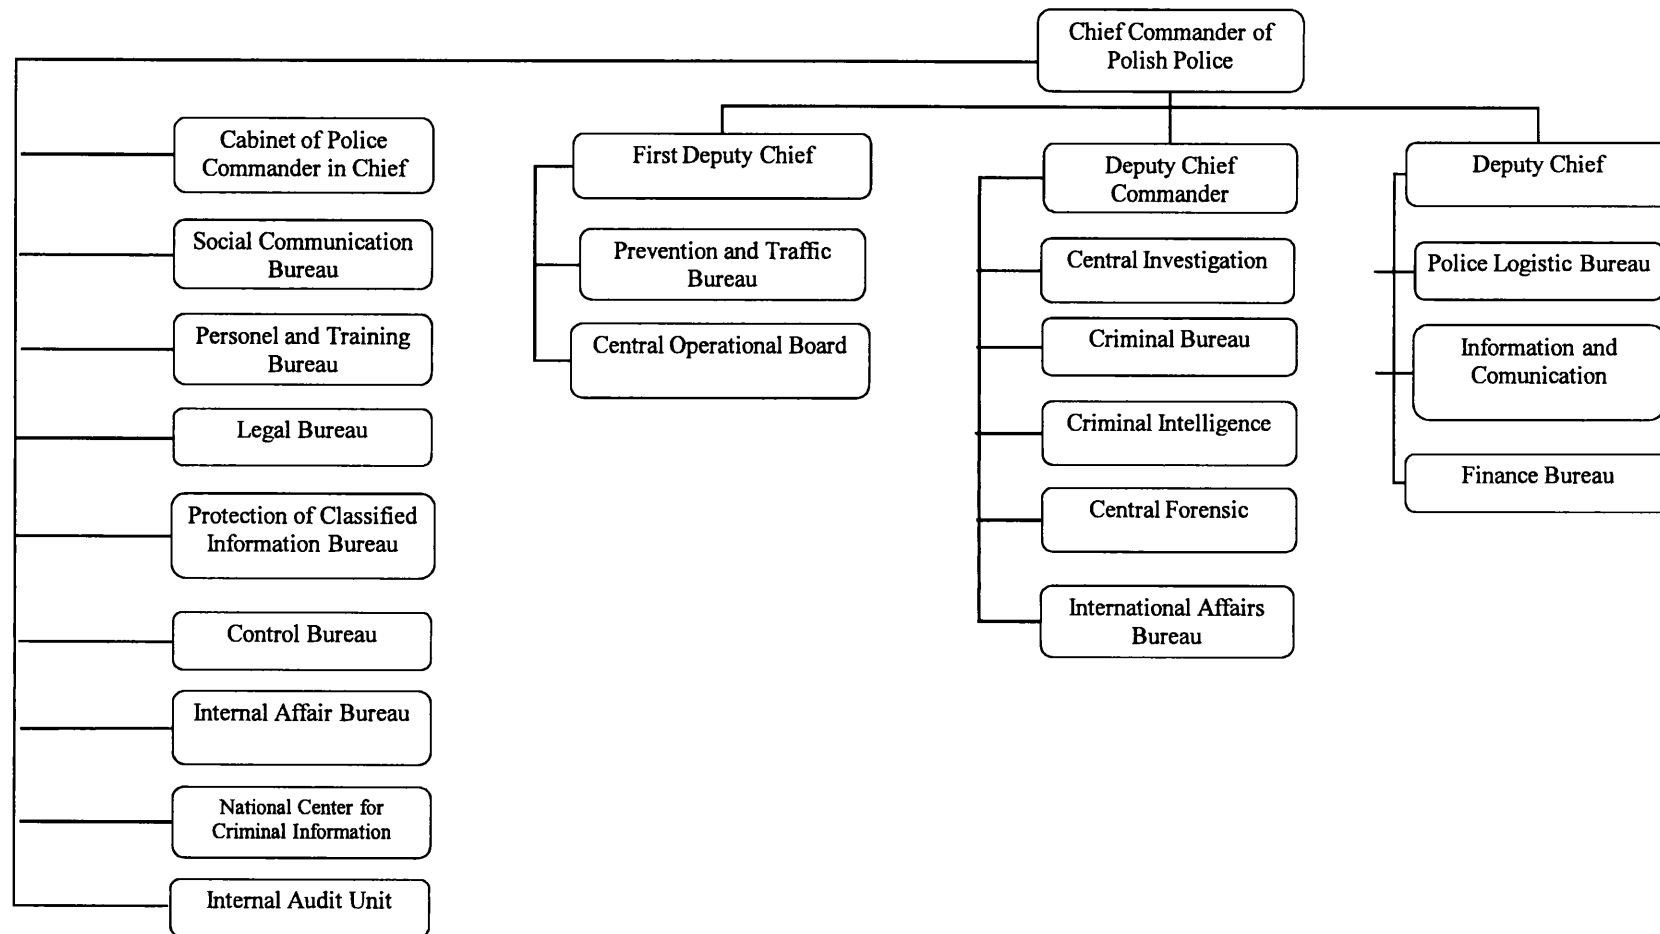 Chief Commander of
Polish Police
Cabinet of Police
Commander in Chief
Social Communication
Bureau
Personel and Training
Bureau
Legal Bureau
Protection of Classified
Information Bureau
Control Bureau
Internal Affair Bureau
National Center for
Criminal Information
Internal Audit Unit
First Deputy Chief
Prevention and Traffic
Bureau
Central Operational Board
Deputy Chief
Commander
Central Investigation
Criminal Bureau
Criminal Intelligence
Central Forensic
International Affairs
Bureau
Deputy Chief
Police Logistic Bureau
Information and
Comunication
Finance Bureau